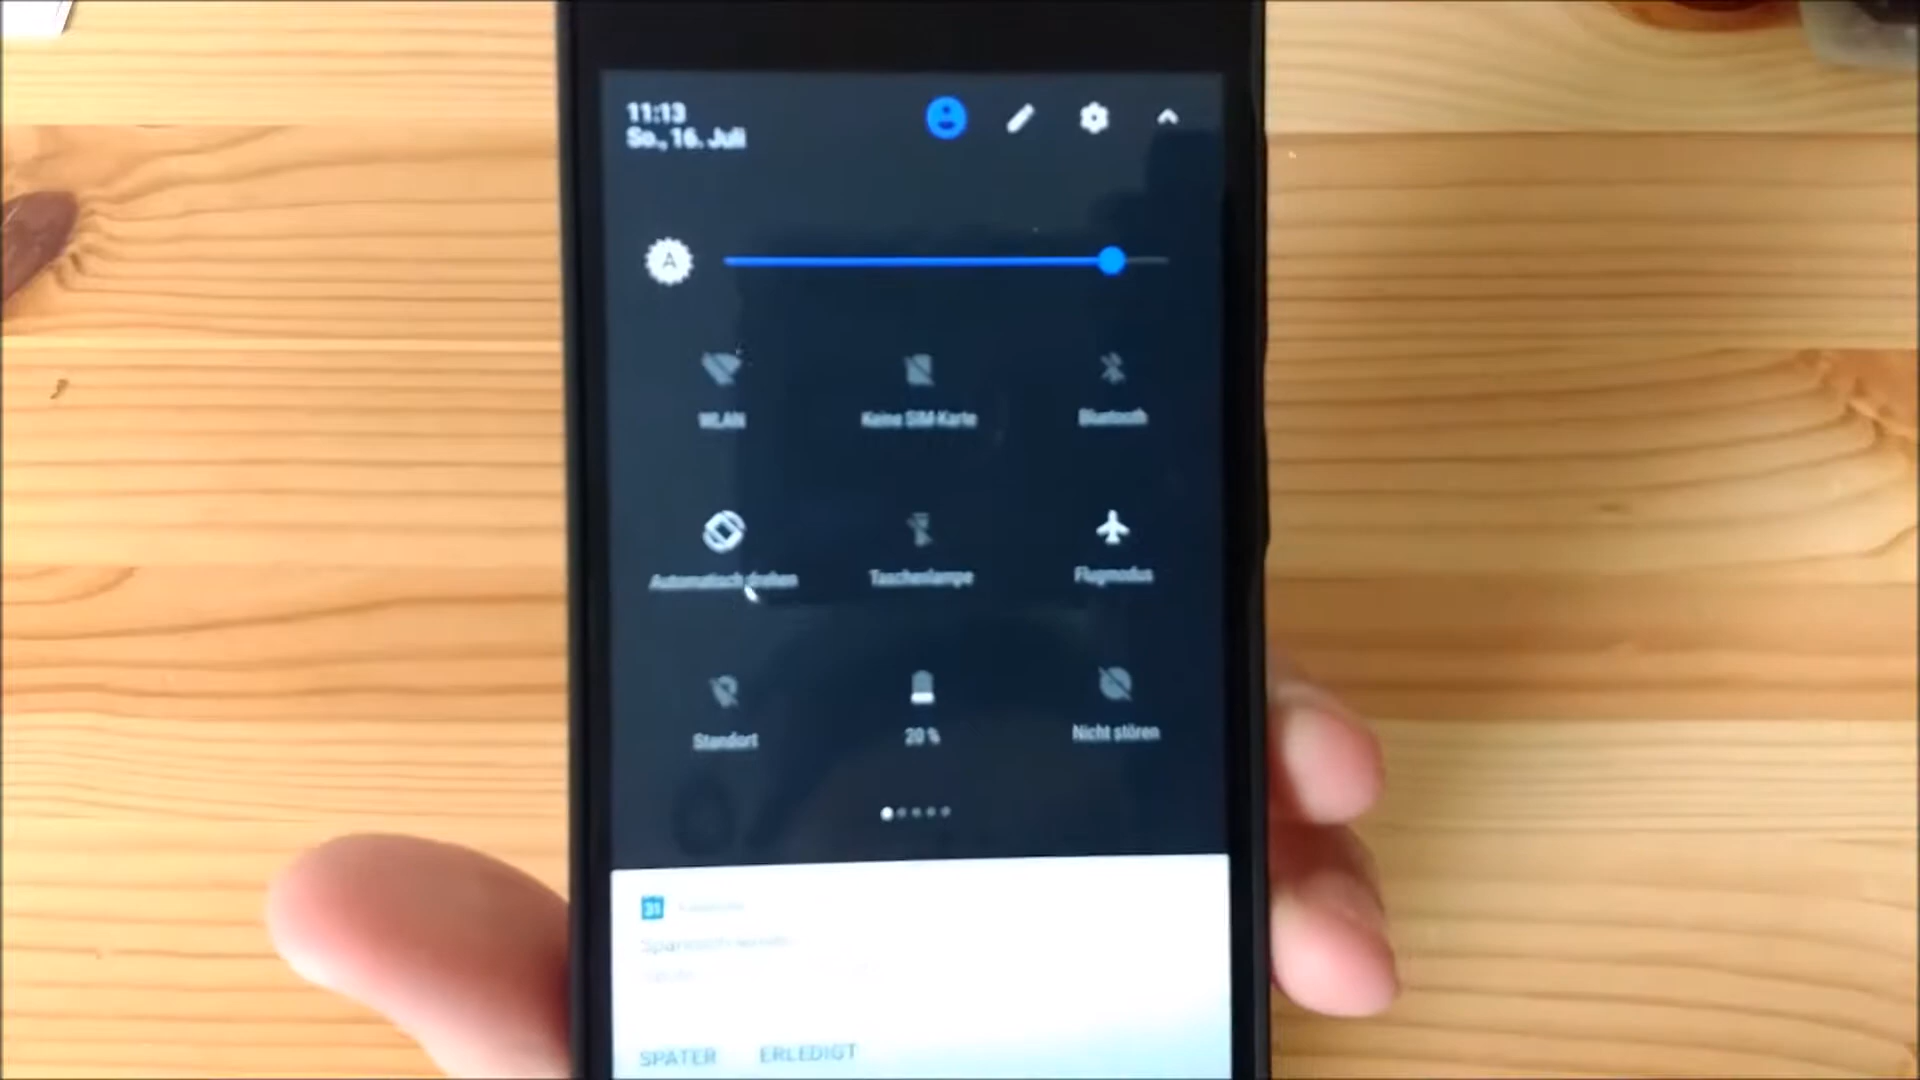 11:13
So., 16. Juli
A
WLAN
Keine SIM-Karte
Bluetooth
Automatisch drehen
Taschenlampe
Flugmodus
Standort
20 %
Nicht stören
31
SPÄTER
ERLEDIGT